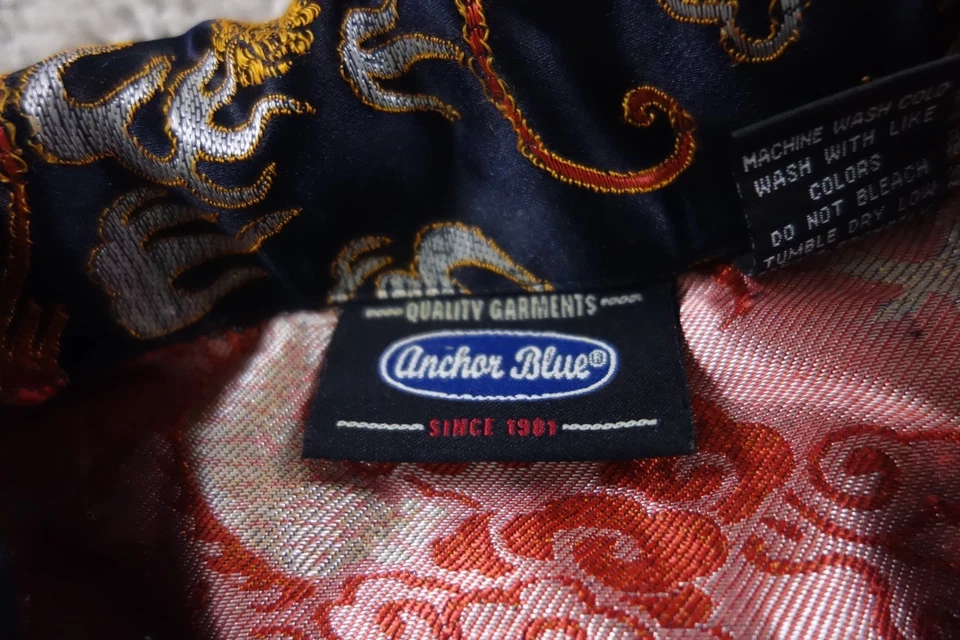 QUALITY GARMENTS
Anchor Blue®
SINCE 1981
MACHINE WASH COLD
WASH WITH LIKE
COLORS
DO NOT BLEACH
TUMBLE DRY LOW